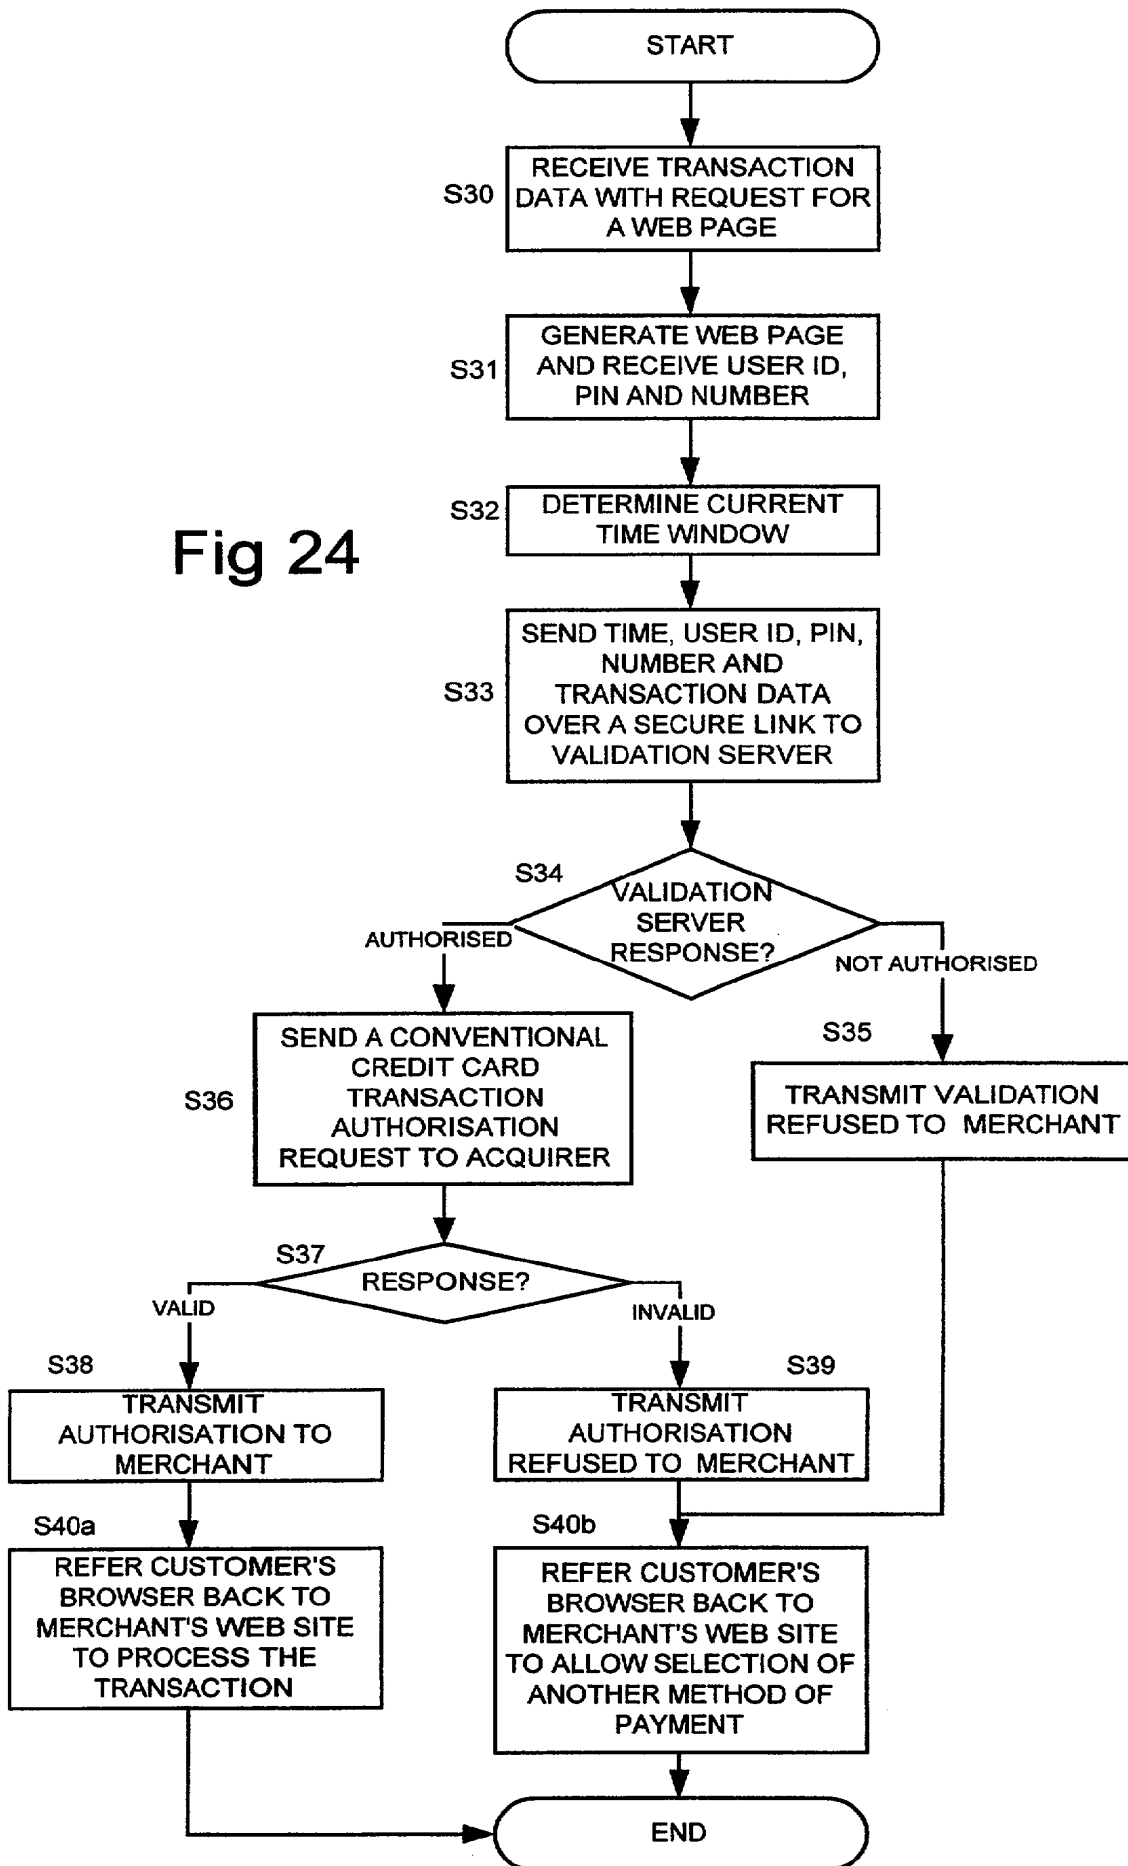 START
S30
RECEIVE TRANSACTION
DATA WITH REQUEST FOR
A WEB PAGE
S31
GENERATE WEB PAGE
AND RECEIVE USER ID,
PIN AND NUMBER
S32
DETERMINE CURRENT
TIME WINDOW
Fig 24
S33
SEND TIME, USER ID, PIN,
NUMBER AND
TRANSACTION DATA
OVER A SECURE LINK TO
VALIDATION SERVER
S34
VALIDATION
SERVER
RESPONSE?
AUTHORISED
NOT AUTHORISED
S36
SEND A CONVENTIONAL
CREDIT CARD
TRANSACTION
AUTHORISATION
REQUEST TO ACQUIRER
S35
TRANSMIT VALIDATION
REFUSED TO MERCHANT
S37
RESPONSE?
VALID
INVALID
S38
TRANSMIT
AUTHORISATION TO
MERCHANT
S39
TRANSMIT
AUTHORISATION
REFUSED TO MERCHANT
S40a
REFER CUSTOMER'S
BROWSER BACK TO
MERCHANT'S WEB SITE
TO PROCESS THE
TRANSACTION
S40b
REFER CUSTOMER'S
BROWSER BACK TO
MERCHANT'S WEB SITE
TO ALLOW SELECTION OF
ANOTHER METHOD OF
PAYMENT
END